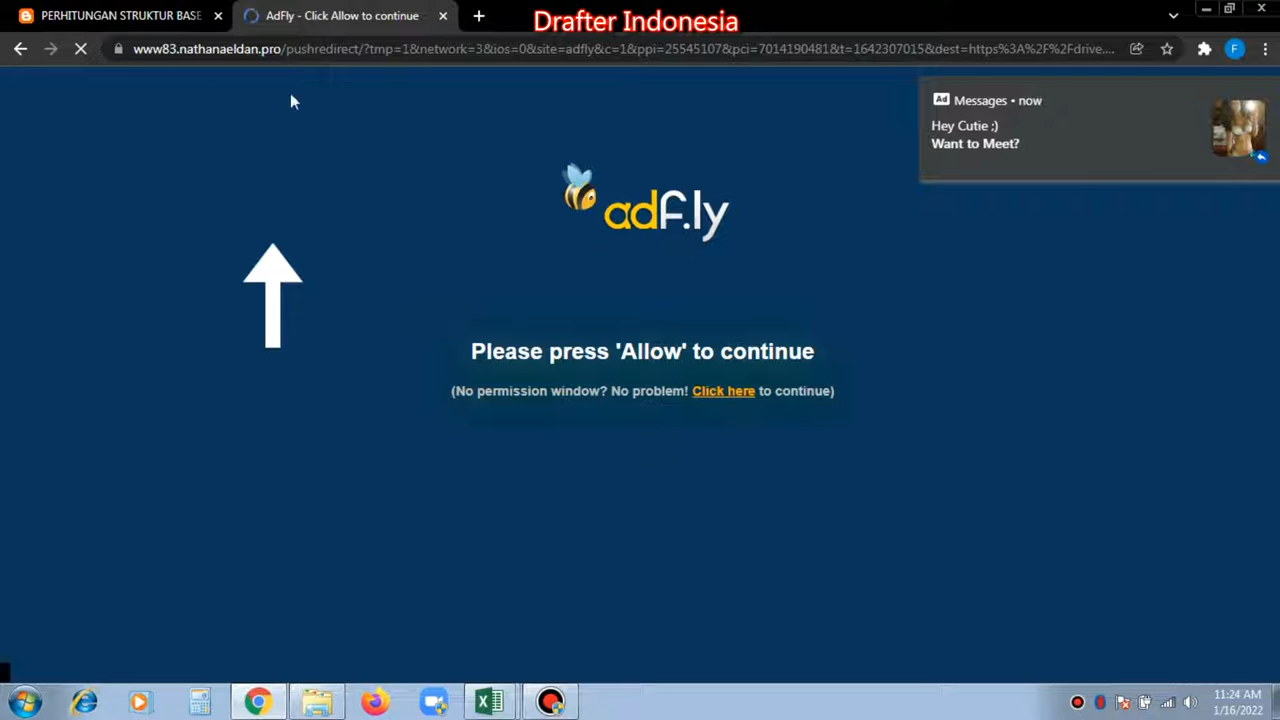 PERHITUNGAN STRUKTUR BASE
AdFly - Click Allow to continue
Drafter Indonesia
www83.nathanaeldan.pro/pushredirect/?tmp=1&network=3&ios=0&site=adfly&c=1&ppi=25545107&pci=7014190481&t=1642307015&dest=https%3A%2F%2Fdrive....
Ad Messages • now
Hey Cutie ;)
Want to Meet?
adf.ly
Please press 'Allow' to continue
(No permission window? No problem! Click here to continue)
F
11:24 AM
1/16/2022